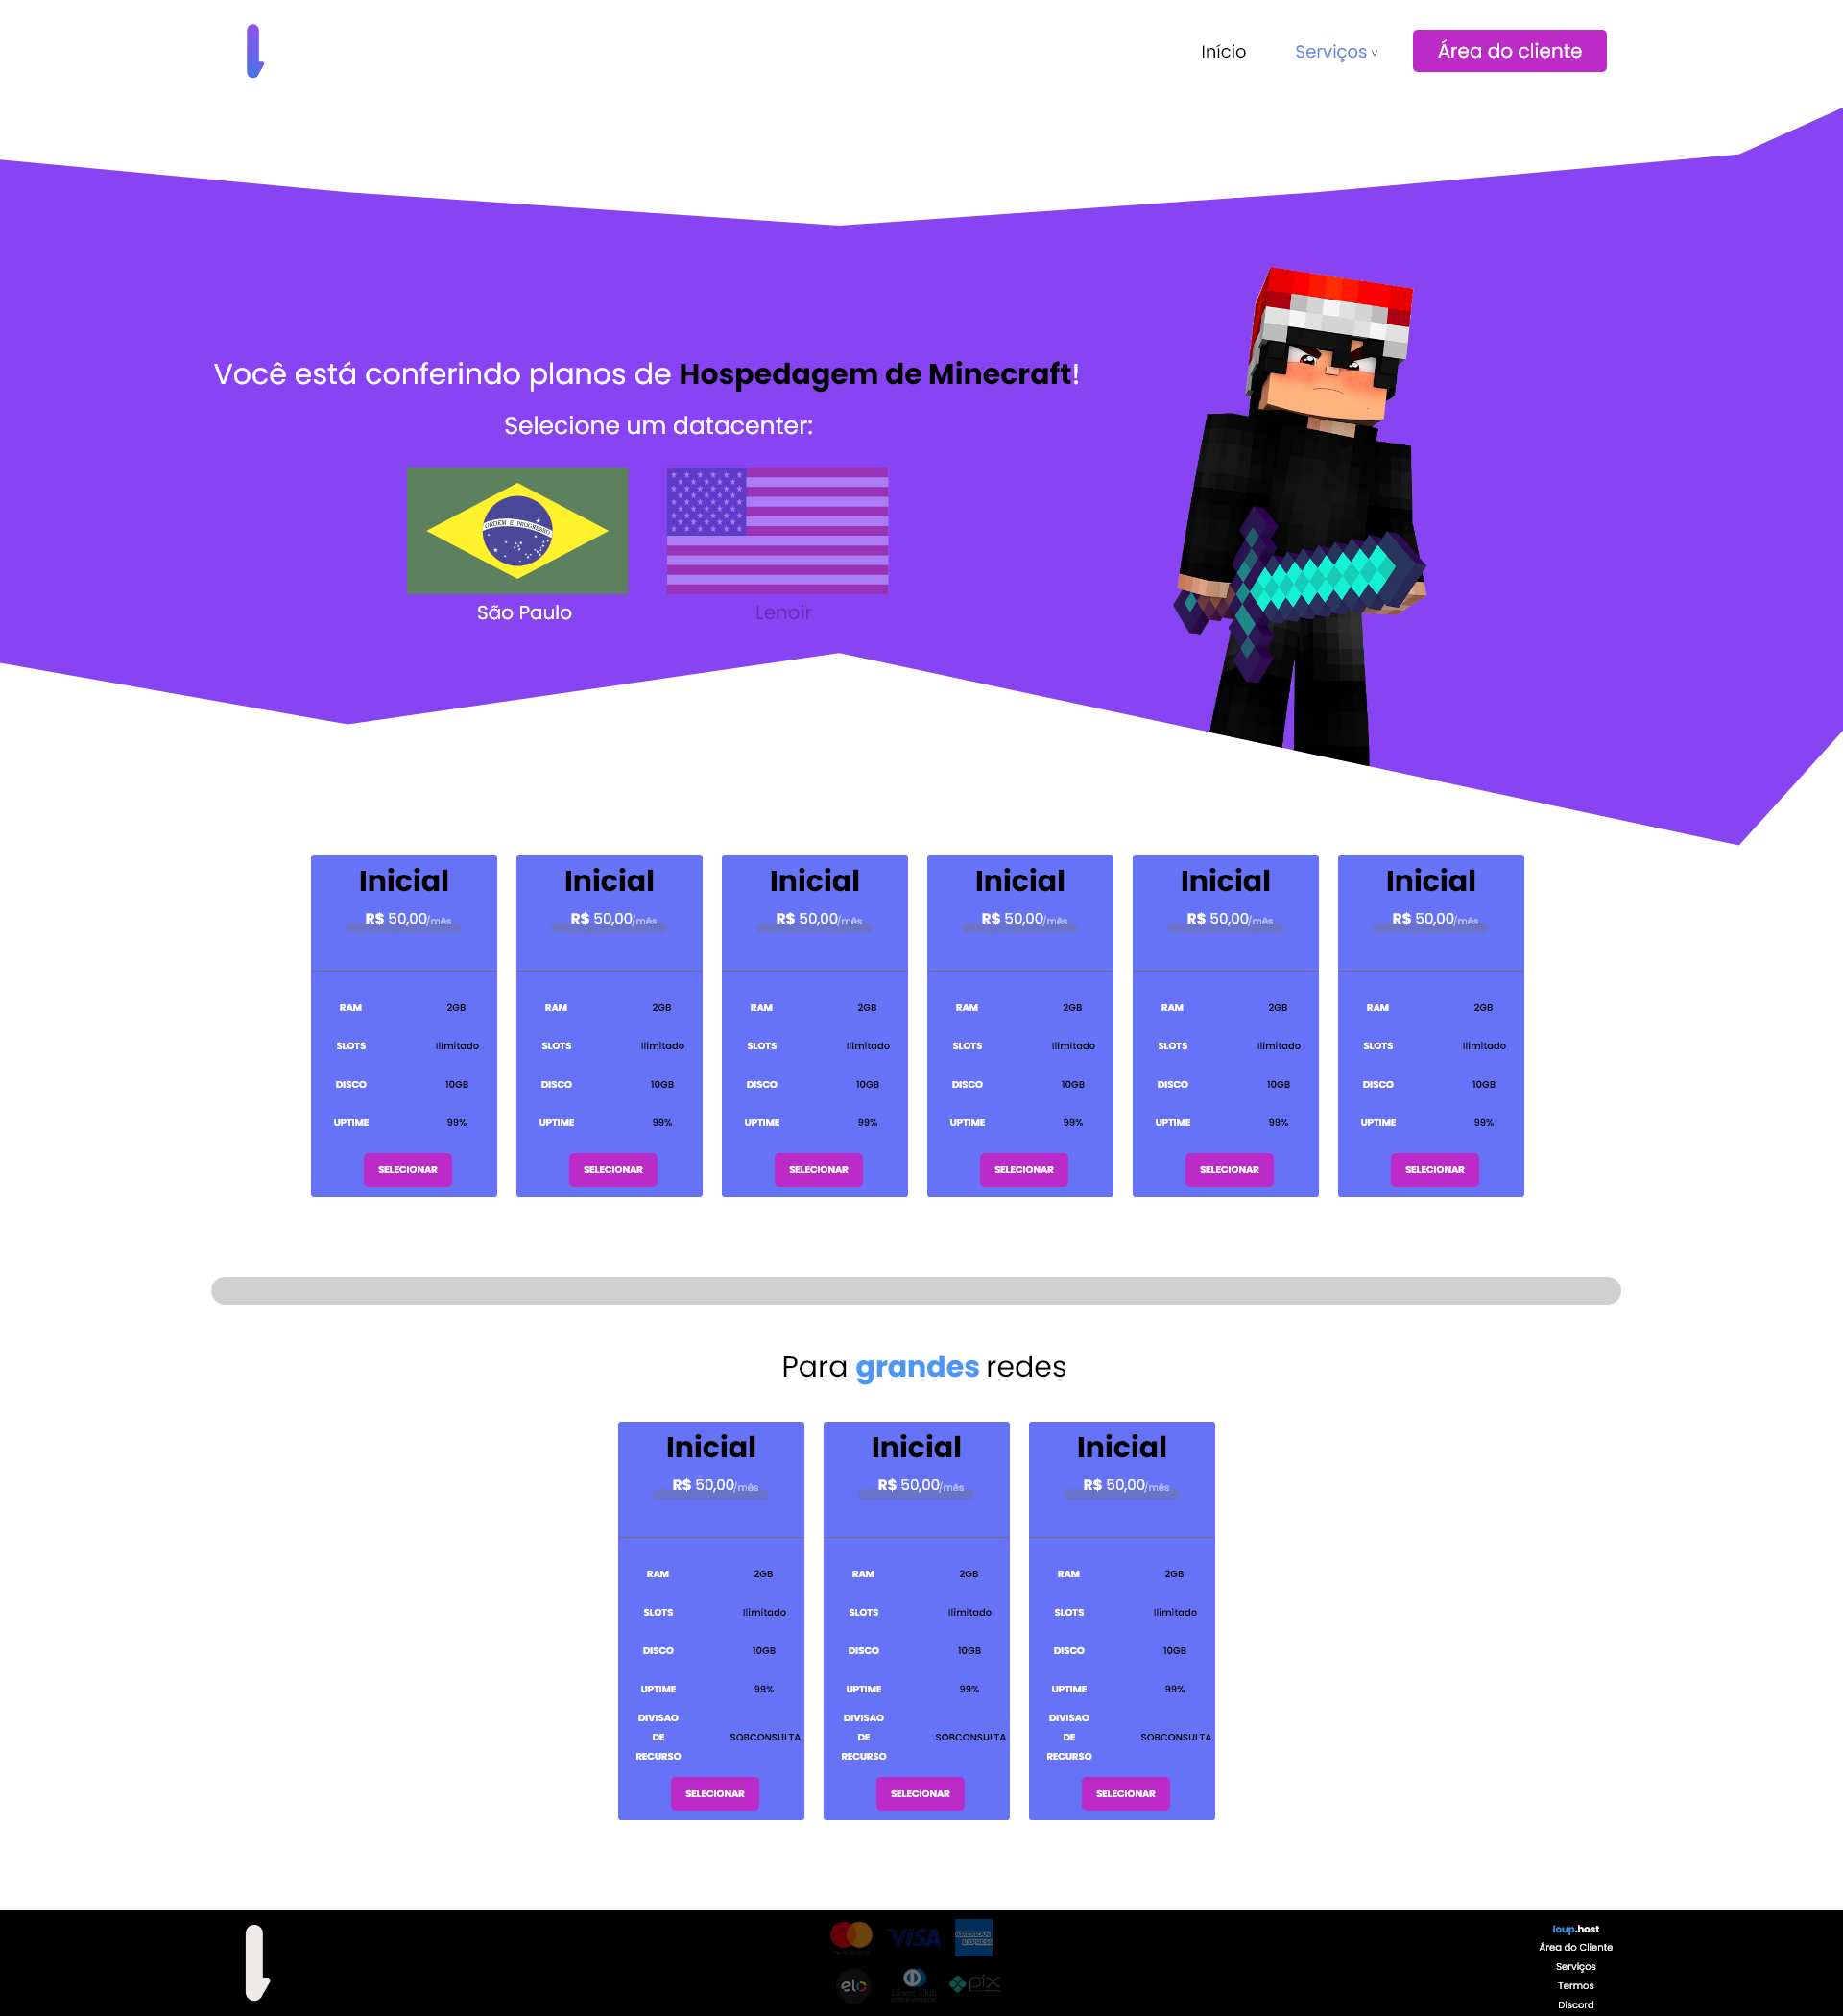 Início Serviços v Área do cliente
Você está conferindo planos de Hospedagem de Minecraft!
Selecione um datacenter:
ORDEM E PROGRESSO
São Paulo Lenoir
Inicial Inicial Inicial Inicial Inicial Inicial
R$ 50,00/mês R$ 50,00/mês R$ 50,00/mês R$ 50,00/mês R$ 50,00/mês R$ 50,00/mês
RAM 2GB RAM 2GB RAM 2GB RAM 2GB RAM 2GB RAM 2GB
SLOTS Ilimitado SLOTS Ilimitado SLOTS Ilimitado SLOTS Ilimitado SLOTS Ilimitado SLOTS Ilimitado
DISCO 10GB DISCO 10GB DISCO 10GB DISCO 10GB DISCO 10GB DISCO 10GB
UPTIME 99% UPTIME 99% UPTIME 99% UPTIME 99% UPTIME 99% UPTIME 99%
SELECIONAR SELECIONAR SELECIONAR SELECIONAR SELECIONAR SELECIONAR
Para grandes redes
Inicial Inicial Inicial
R$ 50,00/mês R$ 50,00/mês R$ 50,00/mês
RAM 2GB RAM 2GB RAM 2GB
SLOTS Ilimitado SLOTS Ilimitado SLOTS Ilimitado
DISCO 10GB DISCO 10GB DISCO 10GB
UPTIME 99% UPTIME 99% UPTIME 99%
DIVISAO DIVISAO DIVISAO
DE SOBCONSULTA DE SOBCONSULTA DE SOBCONSULTA
RECURSO RECURSO RECURSO
SELECIONAR SELECIONAR SELECIONAR
VISA AMERICAN
EXPRESS
elo Diners Club pix
loup.host
Área do Cliente
Serviços
Termos
Discord